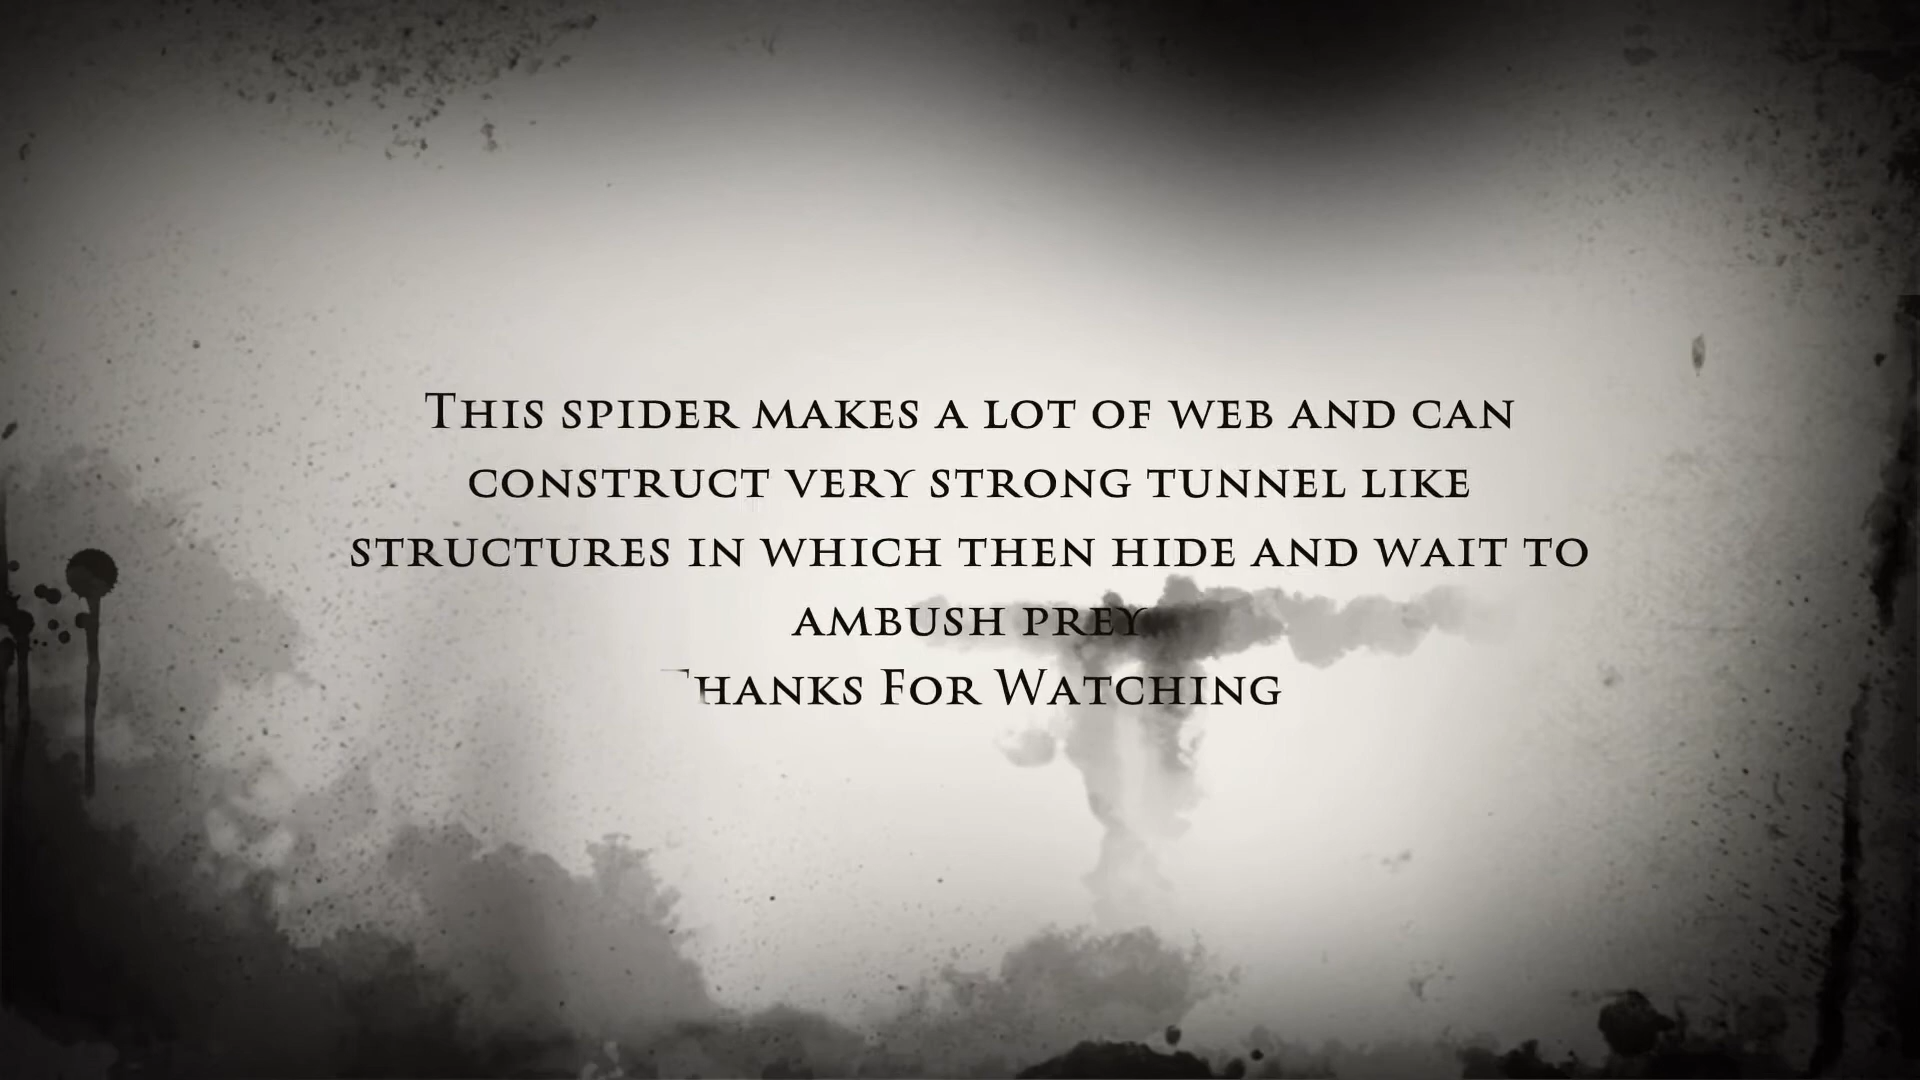 This spider makes a lot of web and can
construct very strong tunnel like
structures in which then hide and wait to
ambush prey
Thanks For Watching